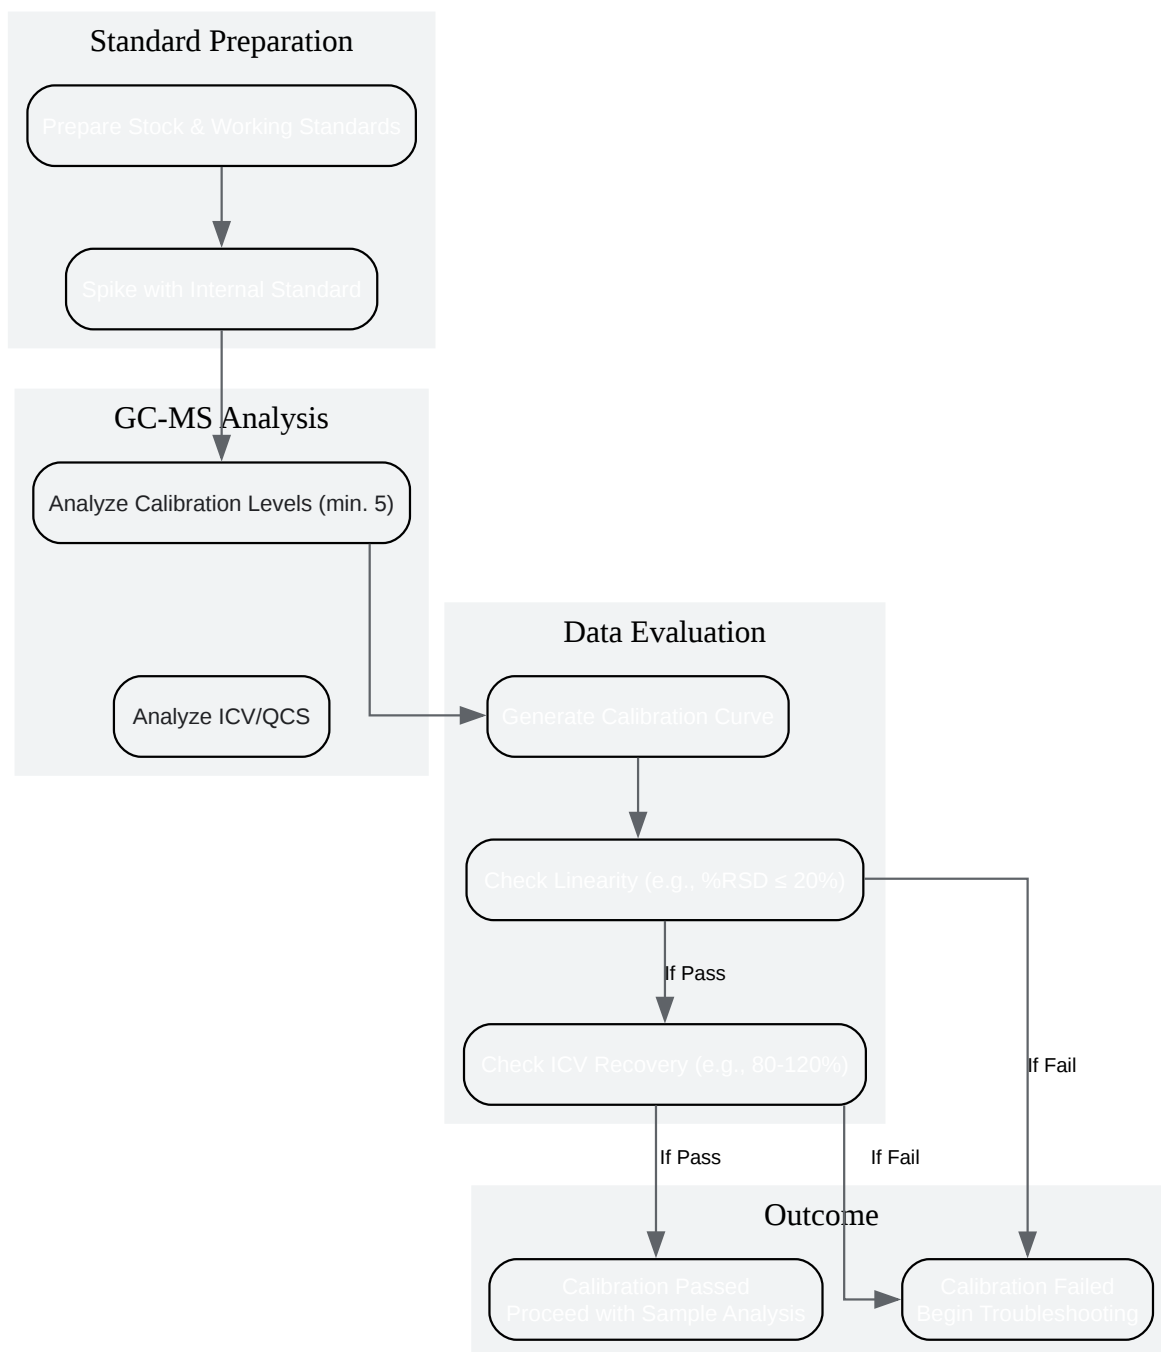 Standard Preparation
Prepare Stock & Working Standards
Spike with Internal Standard
GC-MS Analysis
Analyze Calibration Levels (min. 5)
Analyze ICV/QCS
Data Evaluation
Generate Calibration Curve
Check Linearity (e.g., %RSD ≤ 20%)
If Pass
Check ICV Recovery (e.g., 80-120%)
If Fail
If Pass
If Fail
Outcome
Calibration Passed
Proceed with Sample Analysis
Calibration Failed
Begin Troubleshooting